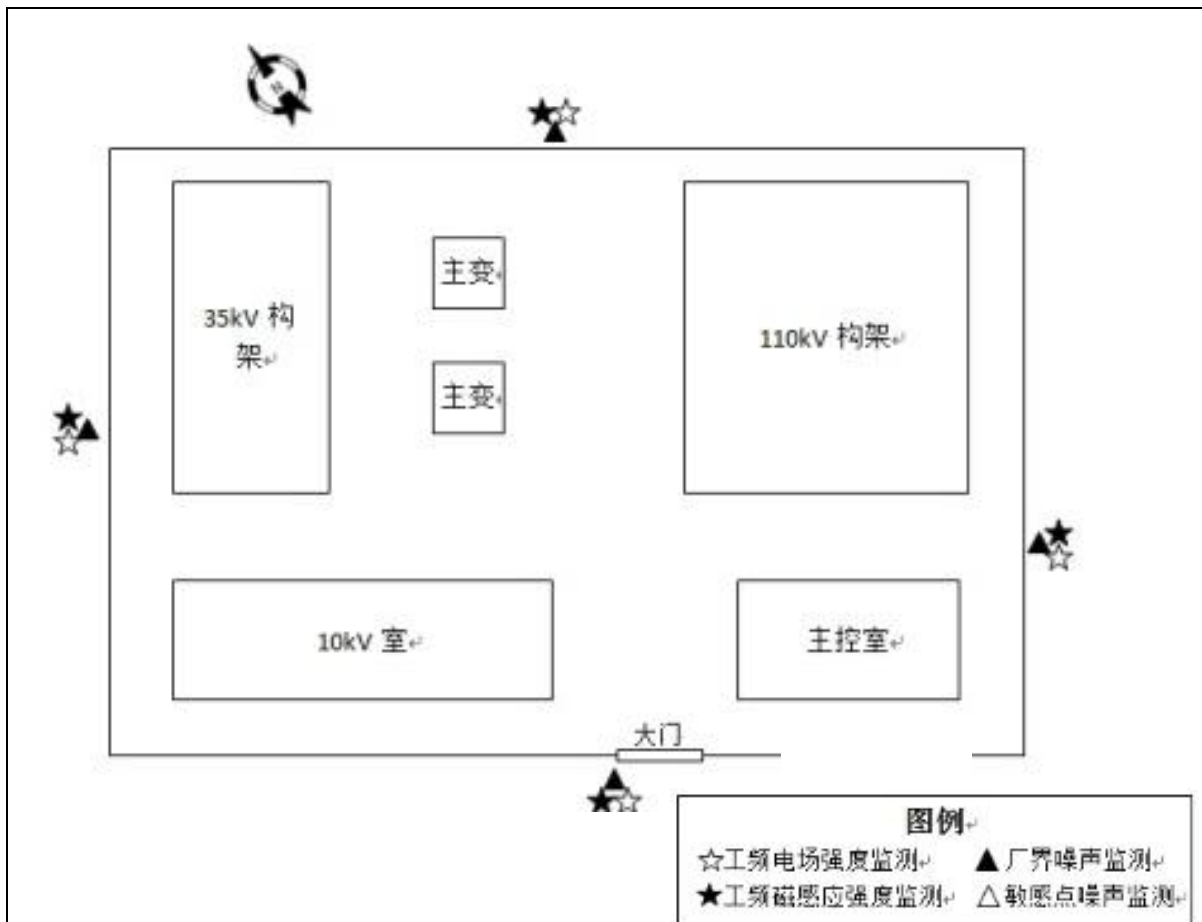 主变
35kV 构
架
110kV 构架
主变
10kV 室
主控室
大门
图例
☆工频电场强度监测 ▲厂界噪声监测
★工频磁感应强度监测 △敏感点噪声监测